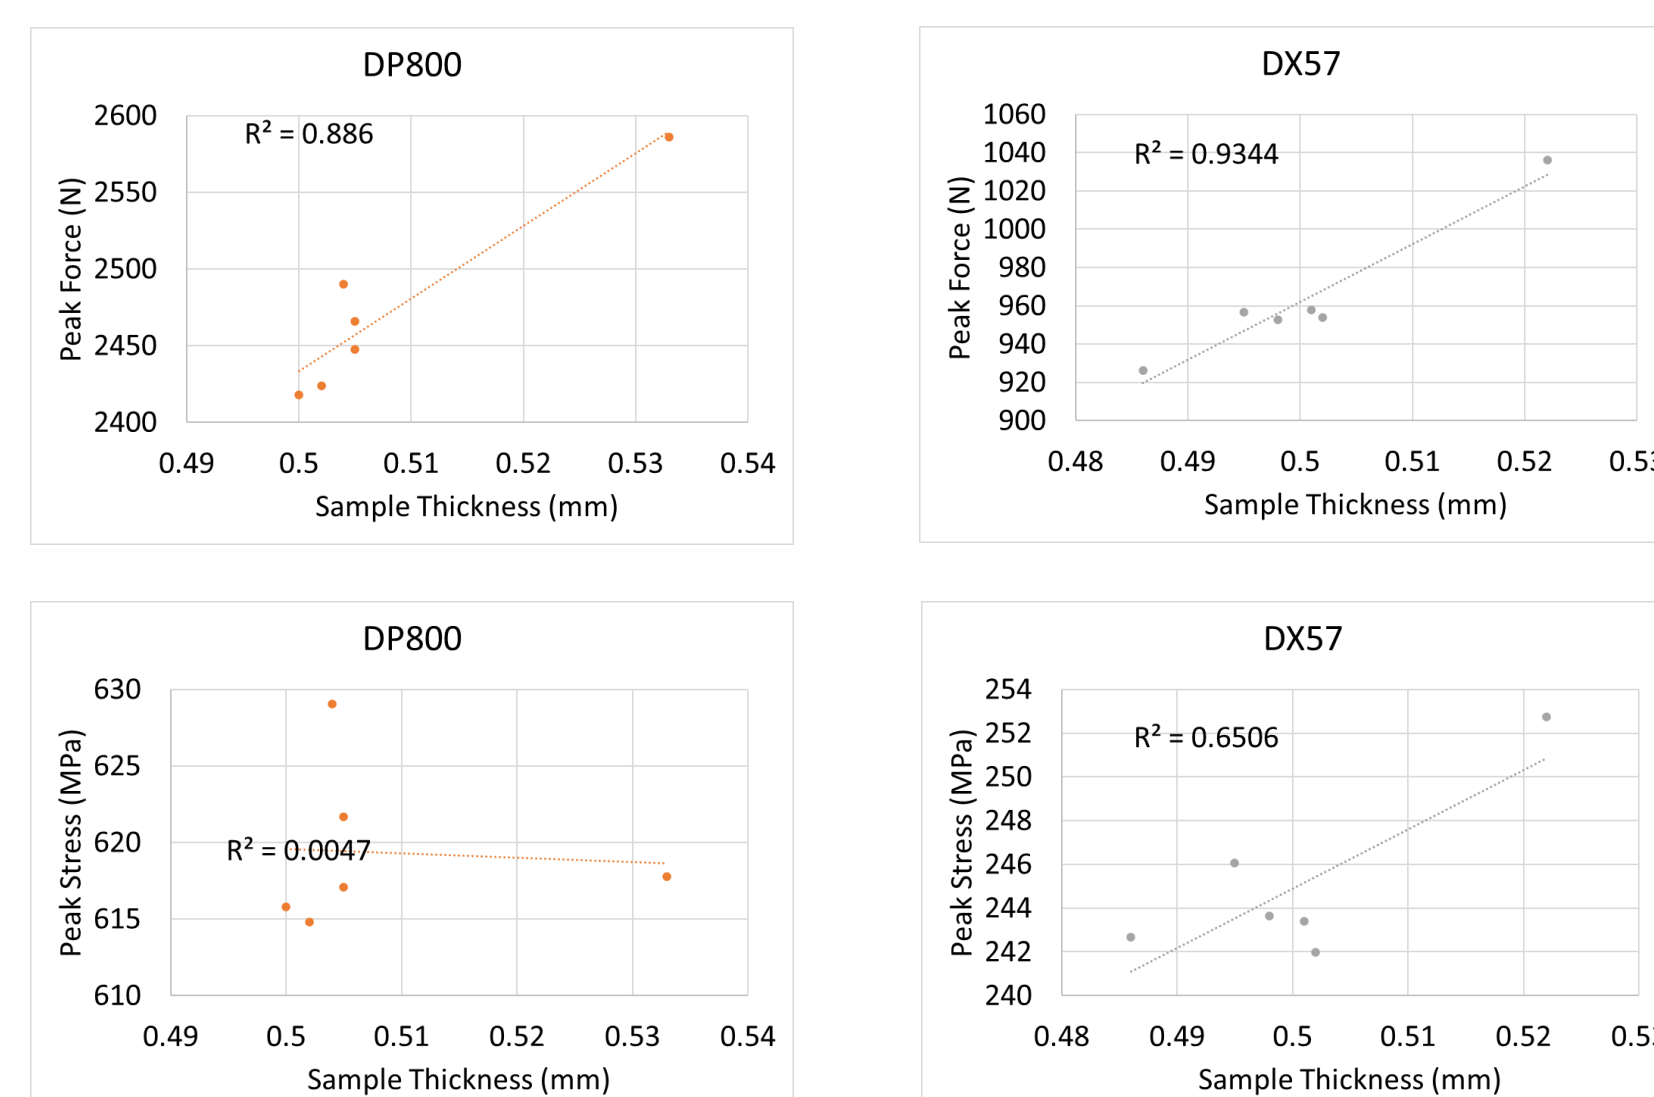 DP800
R² = 0.886
2600
2550
2500
2450
2400
Peak Force (N)
0.49 0.5 0.51 0.52 0.53 0.54
Sample Thickness (mm)
DX57
R² = 0.9344
1060
1040
1020
1000
980
960
940
920
900
Peak Force (N)
0.48 0.49 0.5 0.51 0.52 0.53
Sample Thickness (mm)
DP800
R² = 0.0047
630
625
620
615
610
Peak Stress (MPa)
0.49 0.5 0.51 0.52 0.53 0.54
Sample Thickness (mm)
DX57
R² = 0.6506
254
252
250
248
246
244
242
240
Peak Stress (MPa)
0.48 0.49 0.5 0.51 0.52 0.5
Sample Thickness (mm)